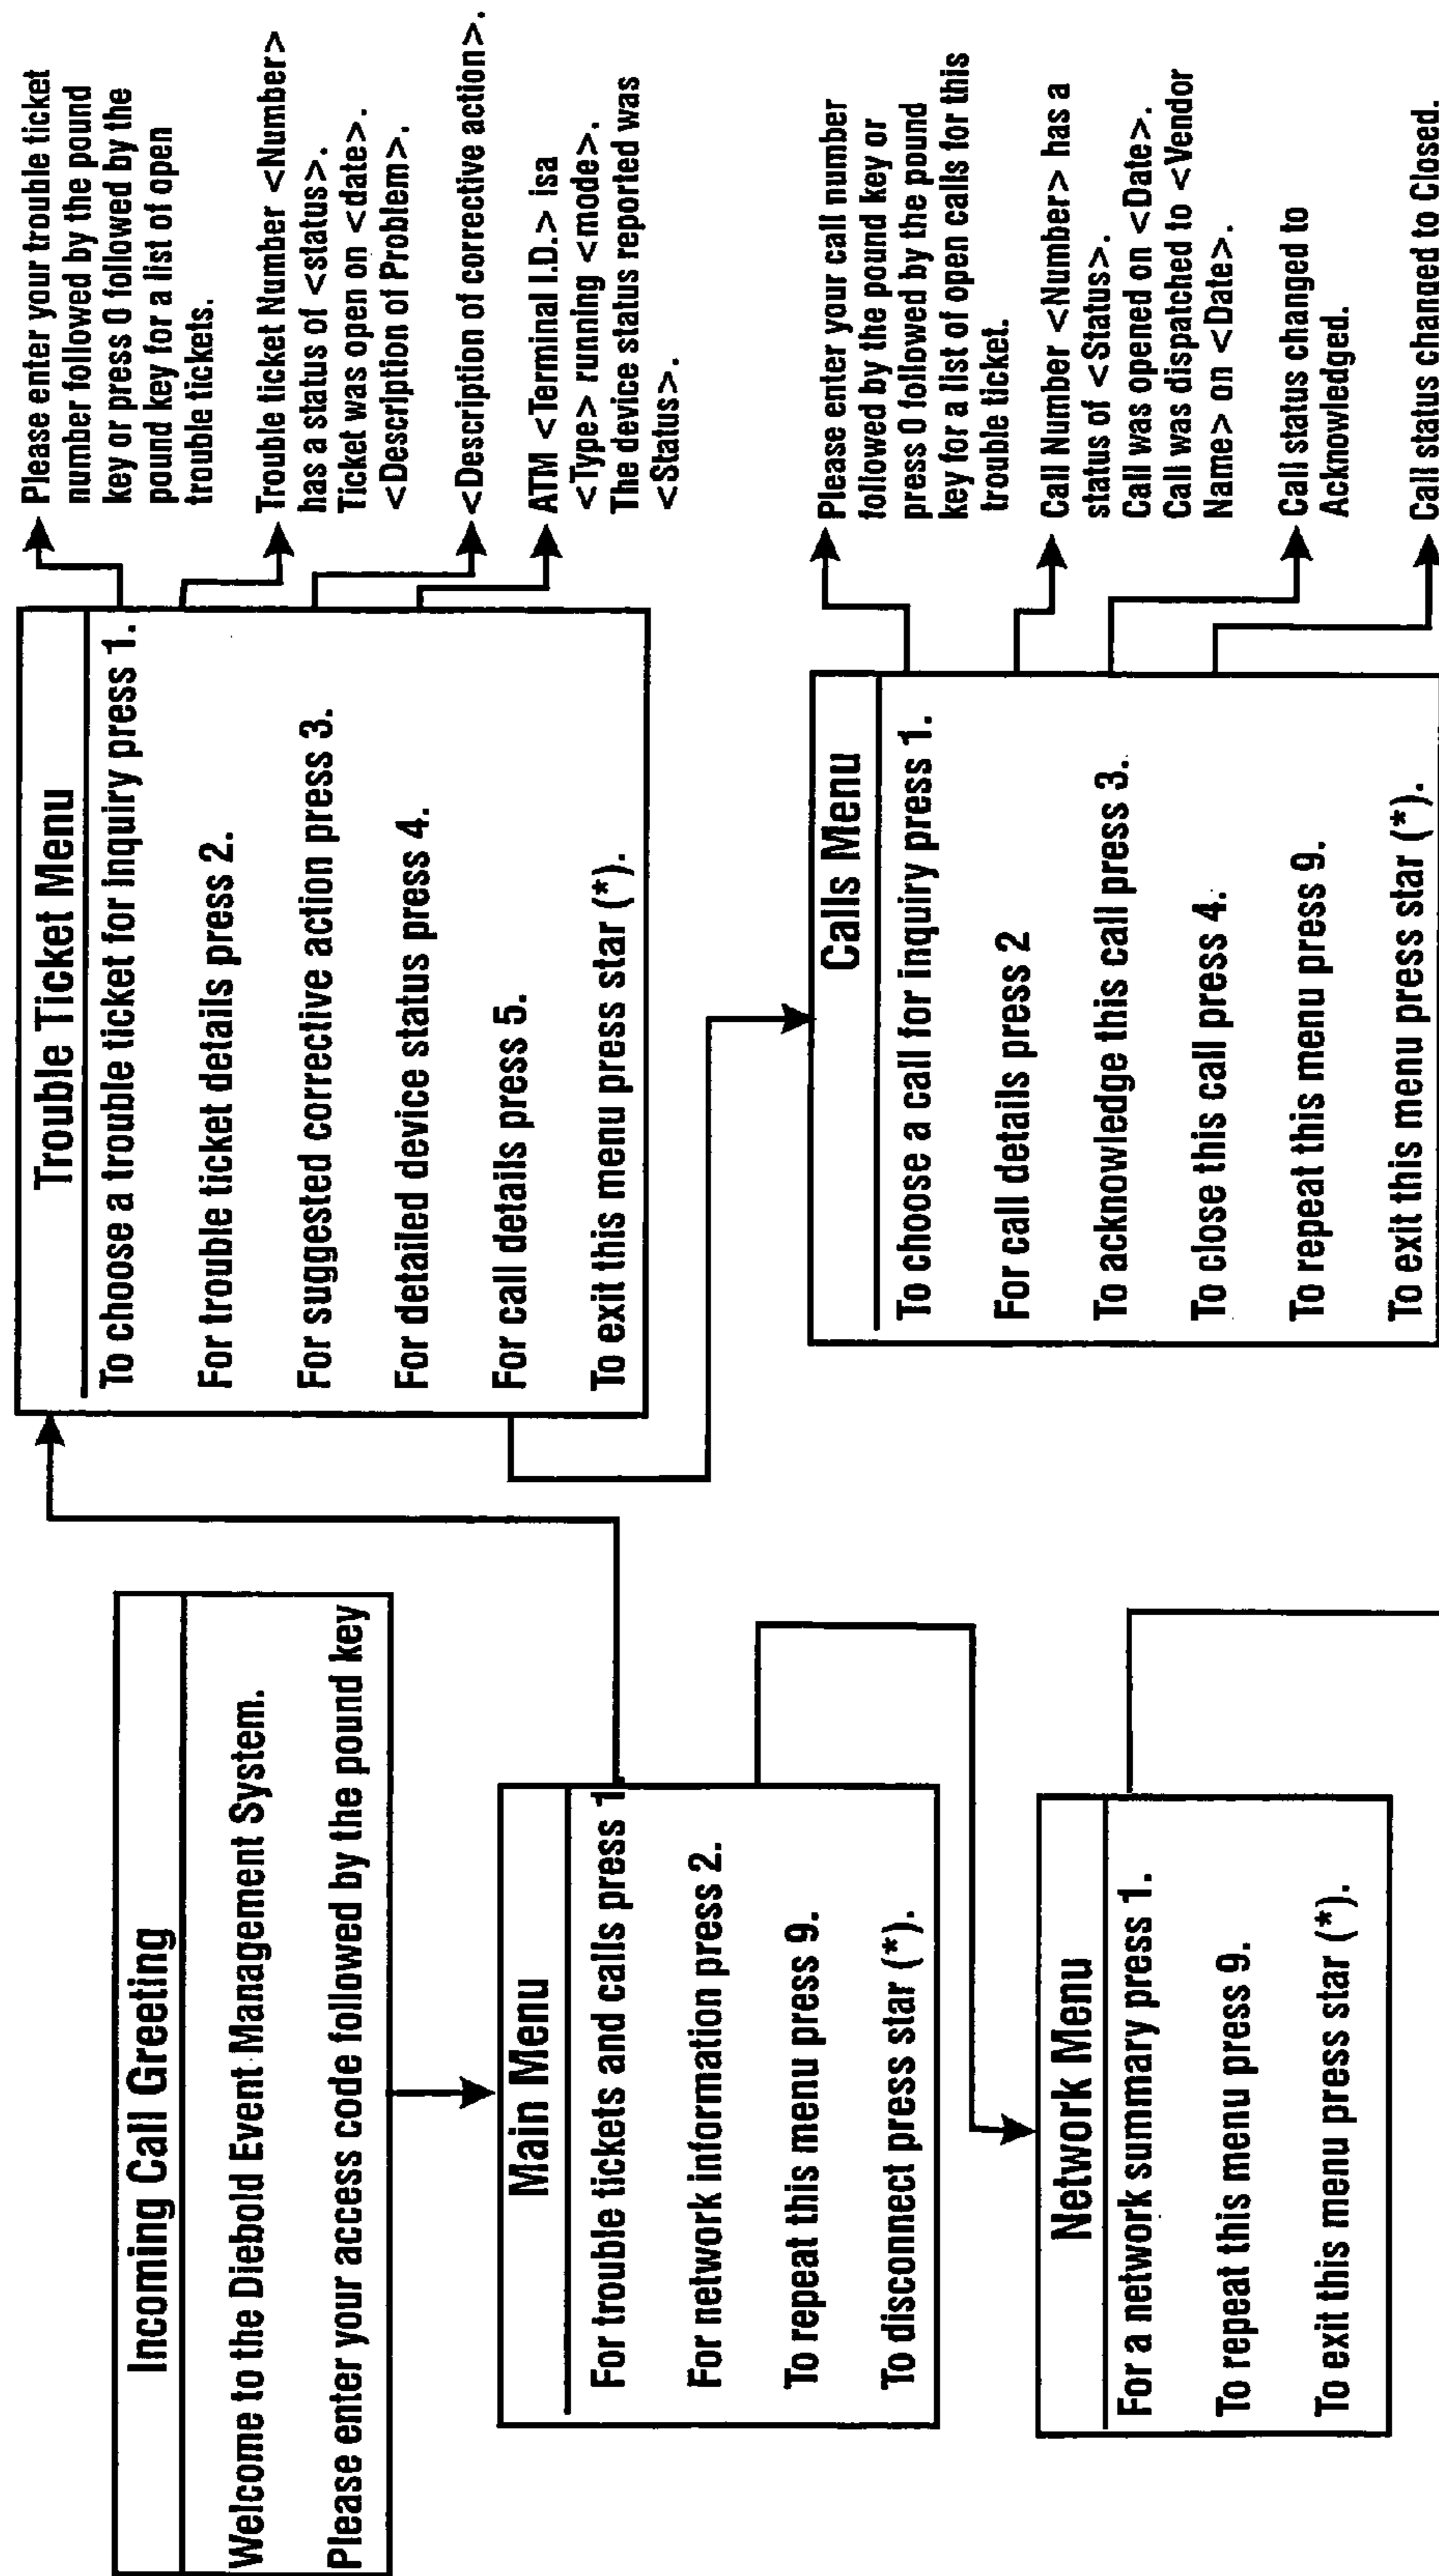 Incoming Call Greeting
Welcome to the Diebold Event Management System.
Please enter your access code followed by the pound key
Main Menu
For trouble tickets and calls press 1
For network information press 2.
To repeat this menu press 9.
To disconnect press star (*).
Network Menu
For a network summary press 1.
To repeat this menu press 9.
To exit this menu press star (*).
Trouble Ticket Menu
To choose a trouble ticket for inquiry press 1.
For trouble ticket details press 2.
For suggested corrective action press 3.
For detailed device status press 4.
For call details press 5.
To exit this menu press star (*).
Please enter your trouble ticket
number followed by the pound
key or press 0 followed by the
pound key for a list of open
trouble tickets.
Trouble ticket Number <Number>
has a status of <status>.
Ticket was open on <date>.
<Description of Problem>.
<Description of corrective action>.
ATM <Terminal I.D.> isa
<Type> running <mode>.
The device status reported was
<Status>.
Calls Menu
To choose a call for inquiry press 1.
For call details press 2
To acknowledge this call press 3.
To close this call press 4.
To repeat this menu press 9.
To exit this menu press star (*).
Please enter your call number
followed by the pound key or
press 0 followed by the pound
key for a list of open calls for this
trouble ticket.
Call Number <Number> has a
status of <Status>.
Call was opened on <Date>.
Call was dispatched to <Vendor
Name> on <Date>.
Call status changed to
Acknowledged.
Call status changed to Closed.